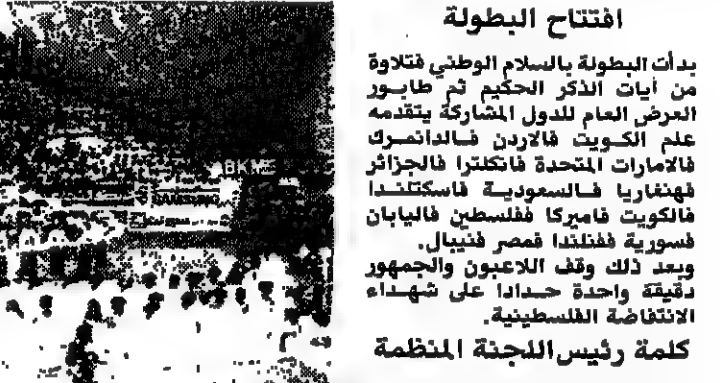 افتتاح البطولة
بدأت البطولة بالسلام الوطني فتلاوة
من أيات الذكر الحكيم ثم طابور
العرض العام للدول المشاركة يتقدمه
علم الكويت فالاردن فالدانمرك
فالامارات المتحدة فانكلترا فالجزائر
فهنغاريا فالسعودية فاسكتلندا
فالكويت فاميركا ففلسطين فاليابان
فسورية ففنلندا فمصر فنيبال.
وبعد ذلك وقف اللاعبون والجمهور
دقيقة واحدة حدادا على شهداء
الانتفاضة الفلسطينية.
كلمة رئيس اللجنة المنظمة
SAMSUNG